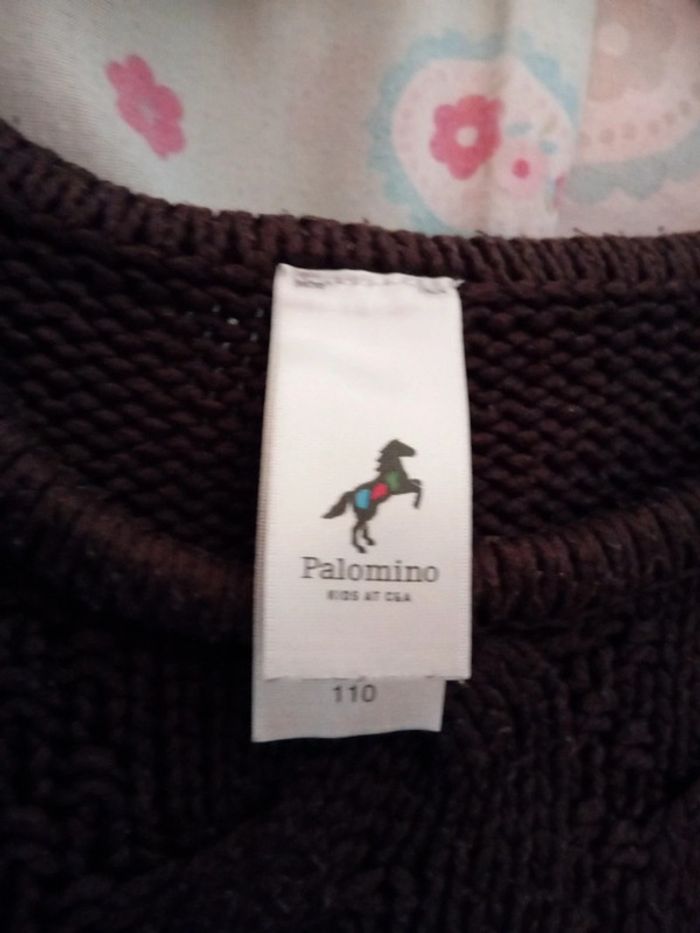 Palomino
KIDS AT C&A
110